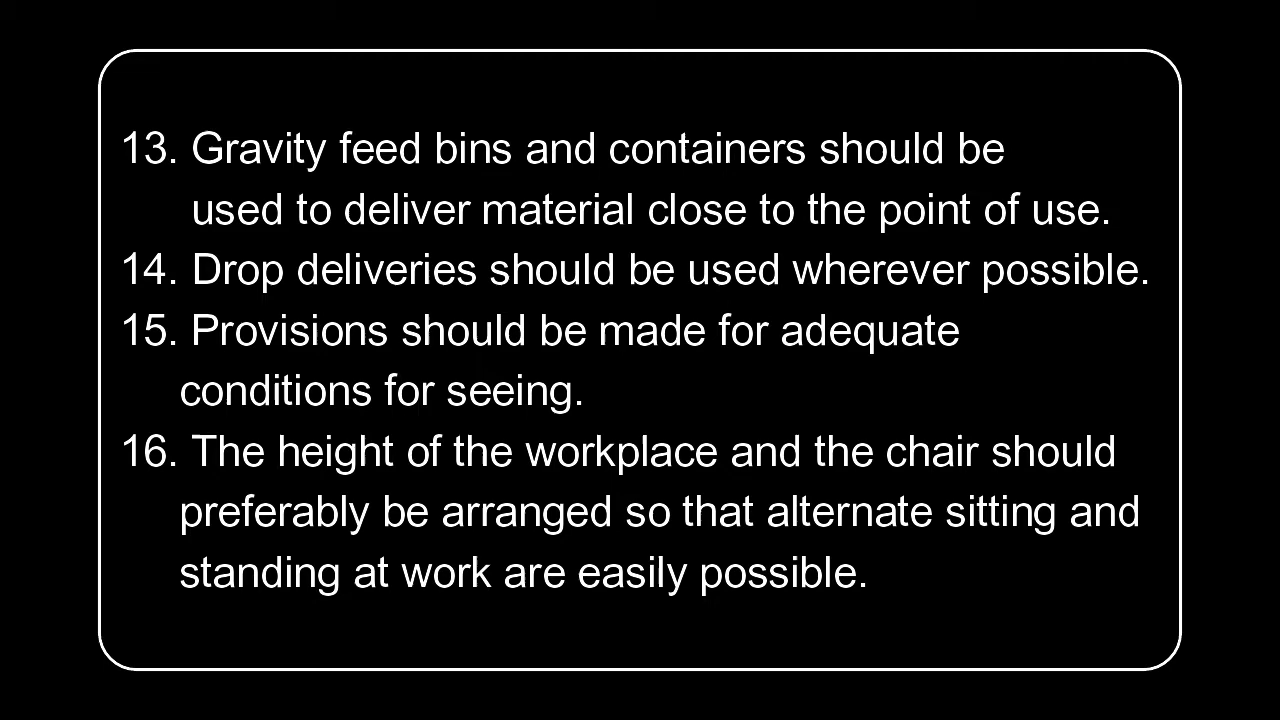 13. Gravity feed bins and containers should be
used to deliver material close to the point of use.
14. Drop deliveries should be used wherever possible.
15. Provisions should be made for adequate
conditions for seeing.
16. The height of the workplace and the chair should
preferably be arranged so that alternate sitting and
standing at work are easily possible.